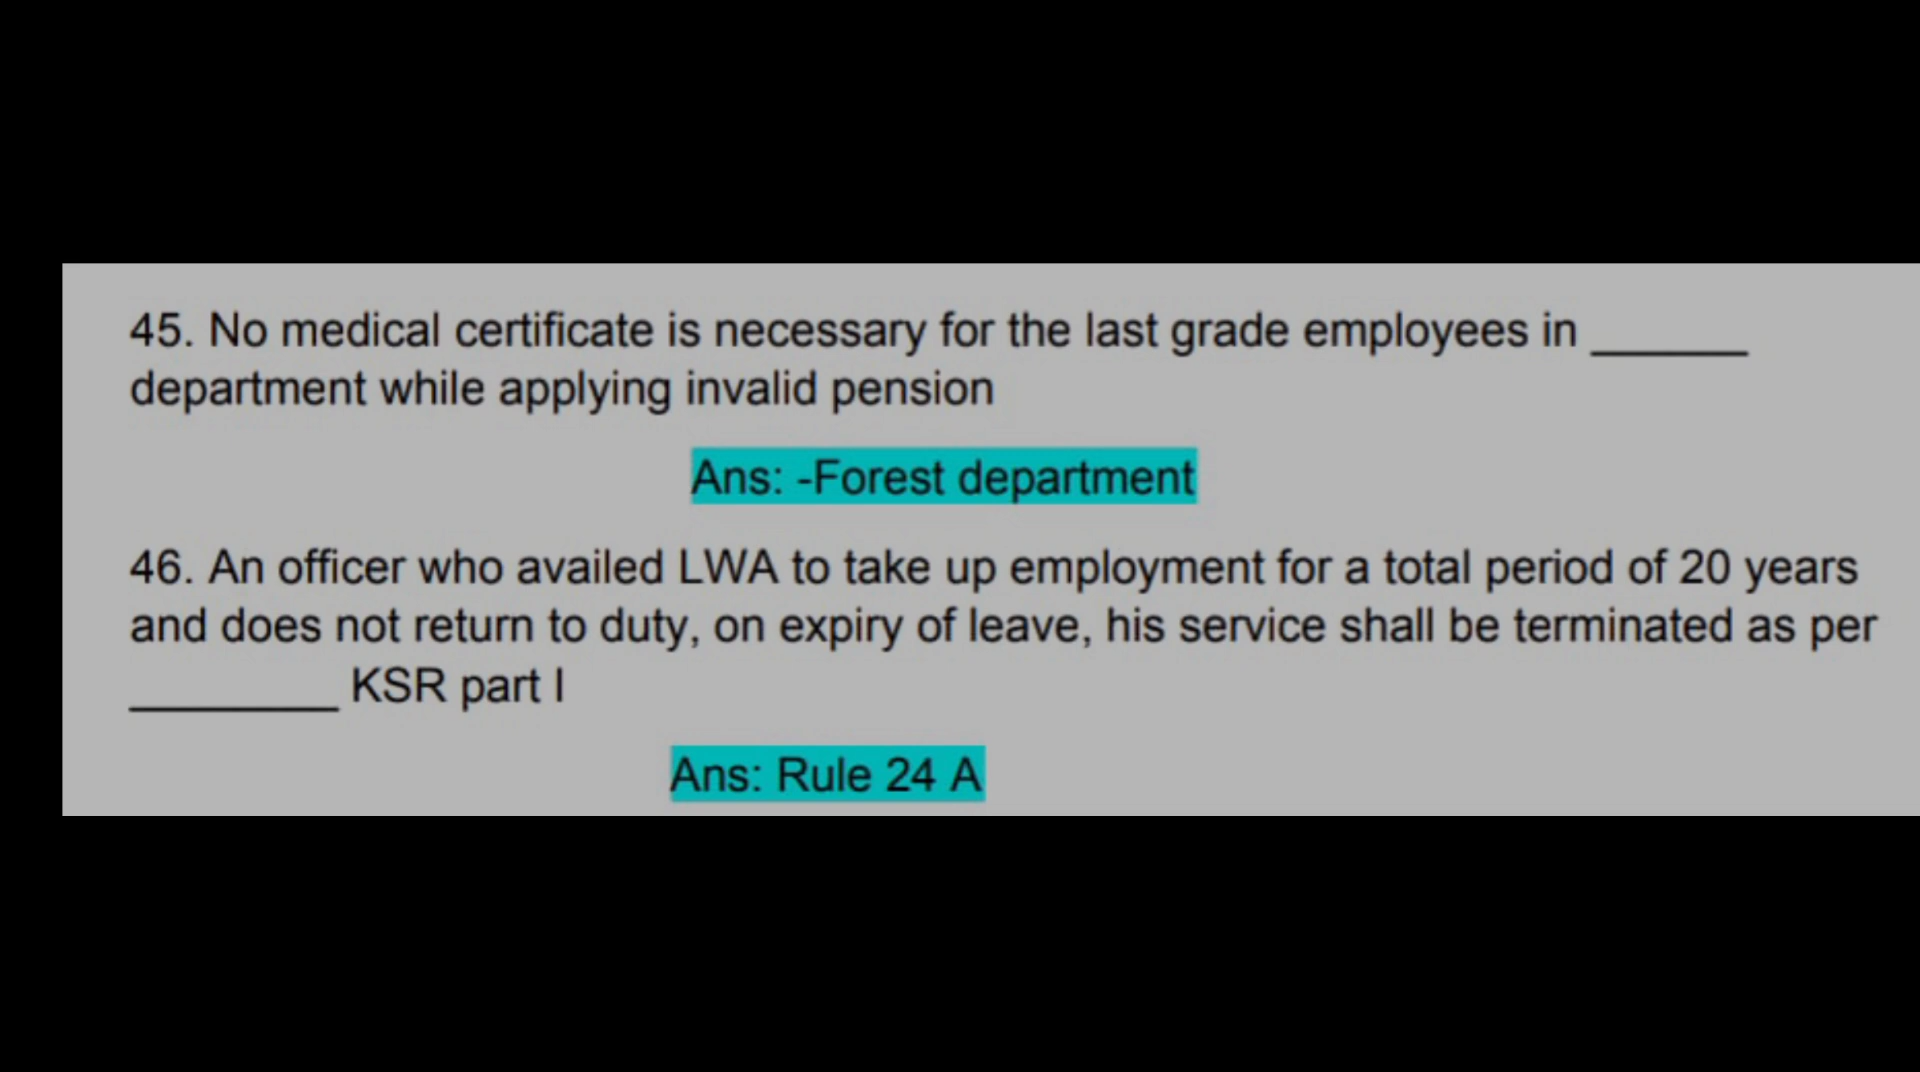 45. No medical certificate is necessary for the last grade employees in ______
department while applying invalid pension
Ans: -Forest department
46. An officer who availed LWA to take up employment for a total period of 20 years
and does not return to duty, on expiry of leave, his service shall be terminated as per
________ KSR part I
Ans: Rule 24 A